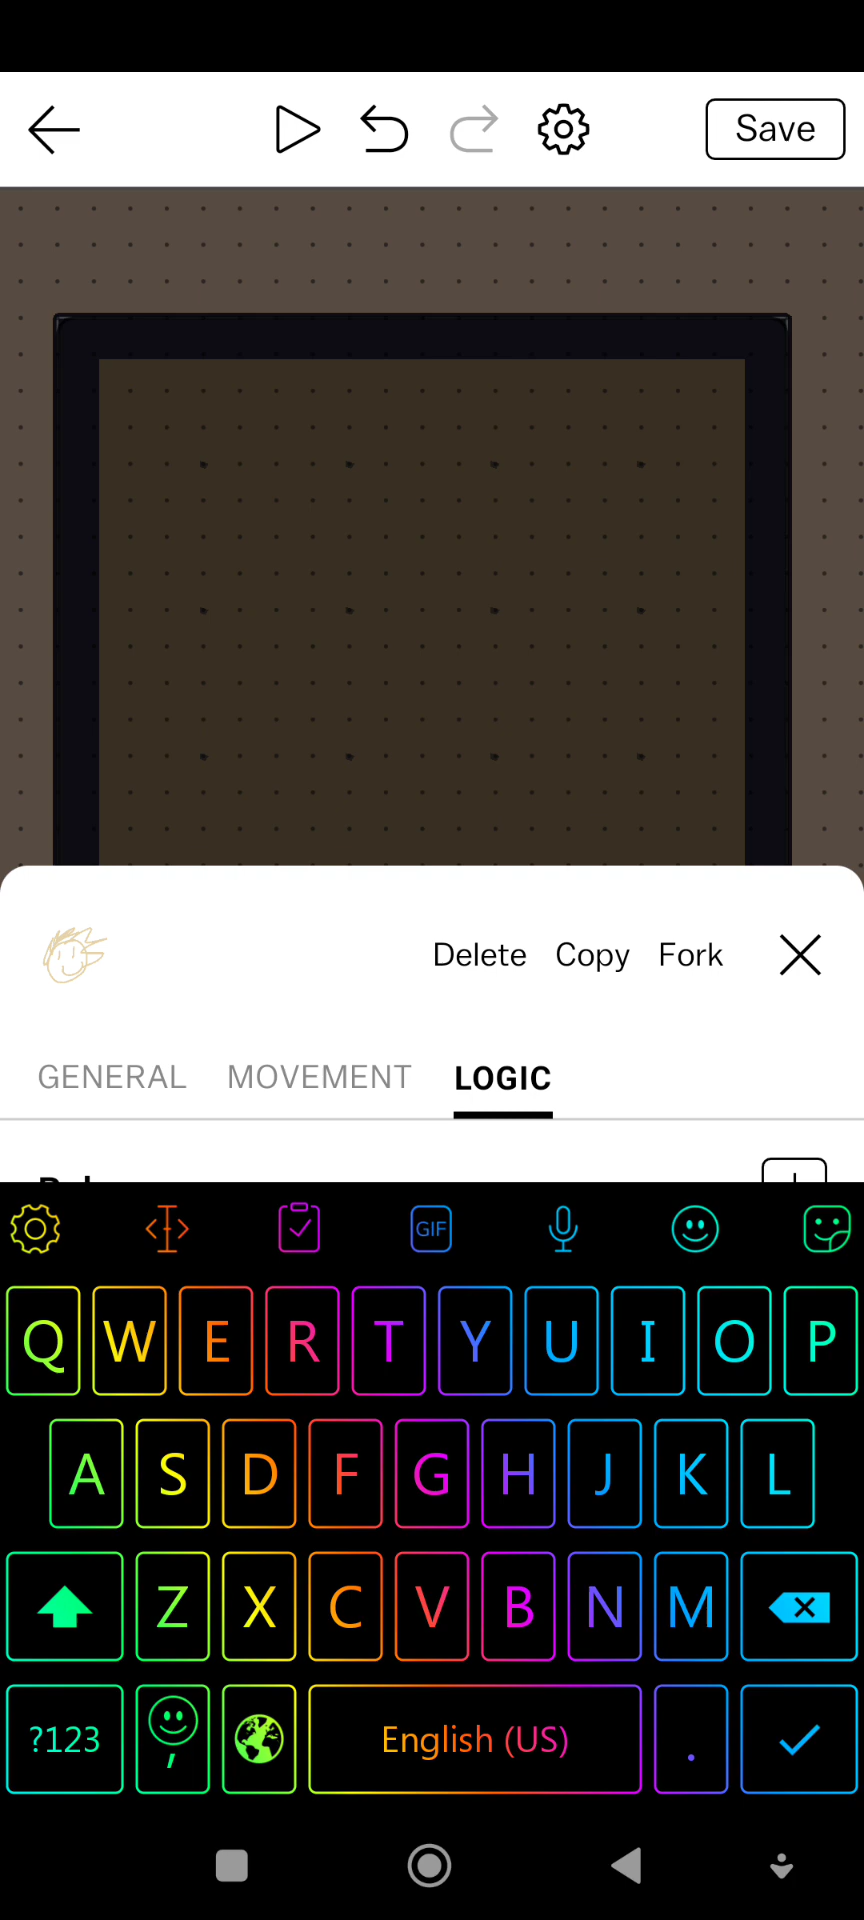 Save
Delete Copy Fork
GENERAL MOVEMENT LOGIC
GIF
Q W E R T Y U I O P
A S D F G H J K L
Z X C V B N M
?123 , English (US) .